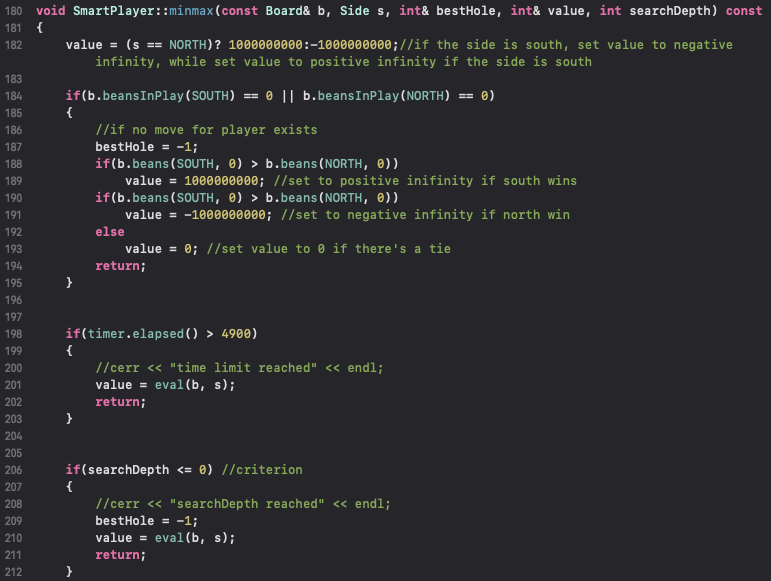 180 void SmartPlayer::minmax(const Board& b, Side s, int& bestHole, int& value, int searchDepth) const
181 {
182     value = (s == NORTH)? 1000000000:-1000000000;//if the side is south, set value to negative
            infinity, while set value to positive infinity if the side is south
183
184     if(b.beansInPlay(SOUTH) == 0 || b.beansInPlay(NORTH) == 0)
185     {
186         //if no move for player exists
187         bestHole = -1;
188         if(b.beans(SOUTH, 0) > b.beans(NORTH, 0))
189             value = 1000000000; //set to positive inifinity if south wins
190         if(b.beans(SOUTH, 0) > b.beans(NORTH, 0))
191             value = -1000000000; //set to negative infinity if north win
192         else
193             value = 0; //set value to 0 if there's a tie
194         return;
195     }
196
197
198     if(timer.elapsed() > 4900)
199     {
200         //cerr << "time limit reached" << endl;
201         value = eval(b, s);
202         return;
203     }
204
205
206     if(searchDepth <= 0) //criterion
207     {
208         //cerr << "searchDepth reached" << endl;
209         bestHole = -1;
210         value = eval(b, s);
211         return;
212     }